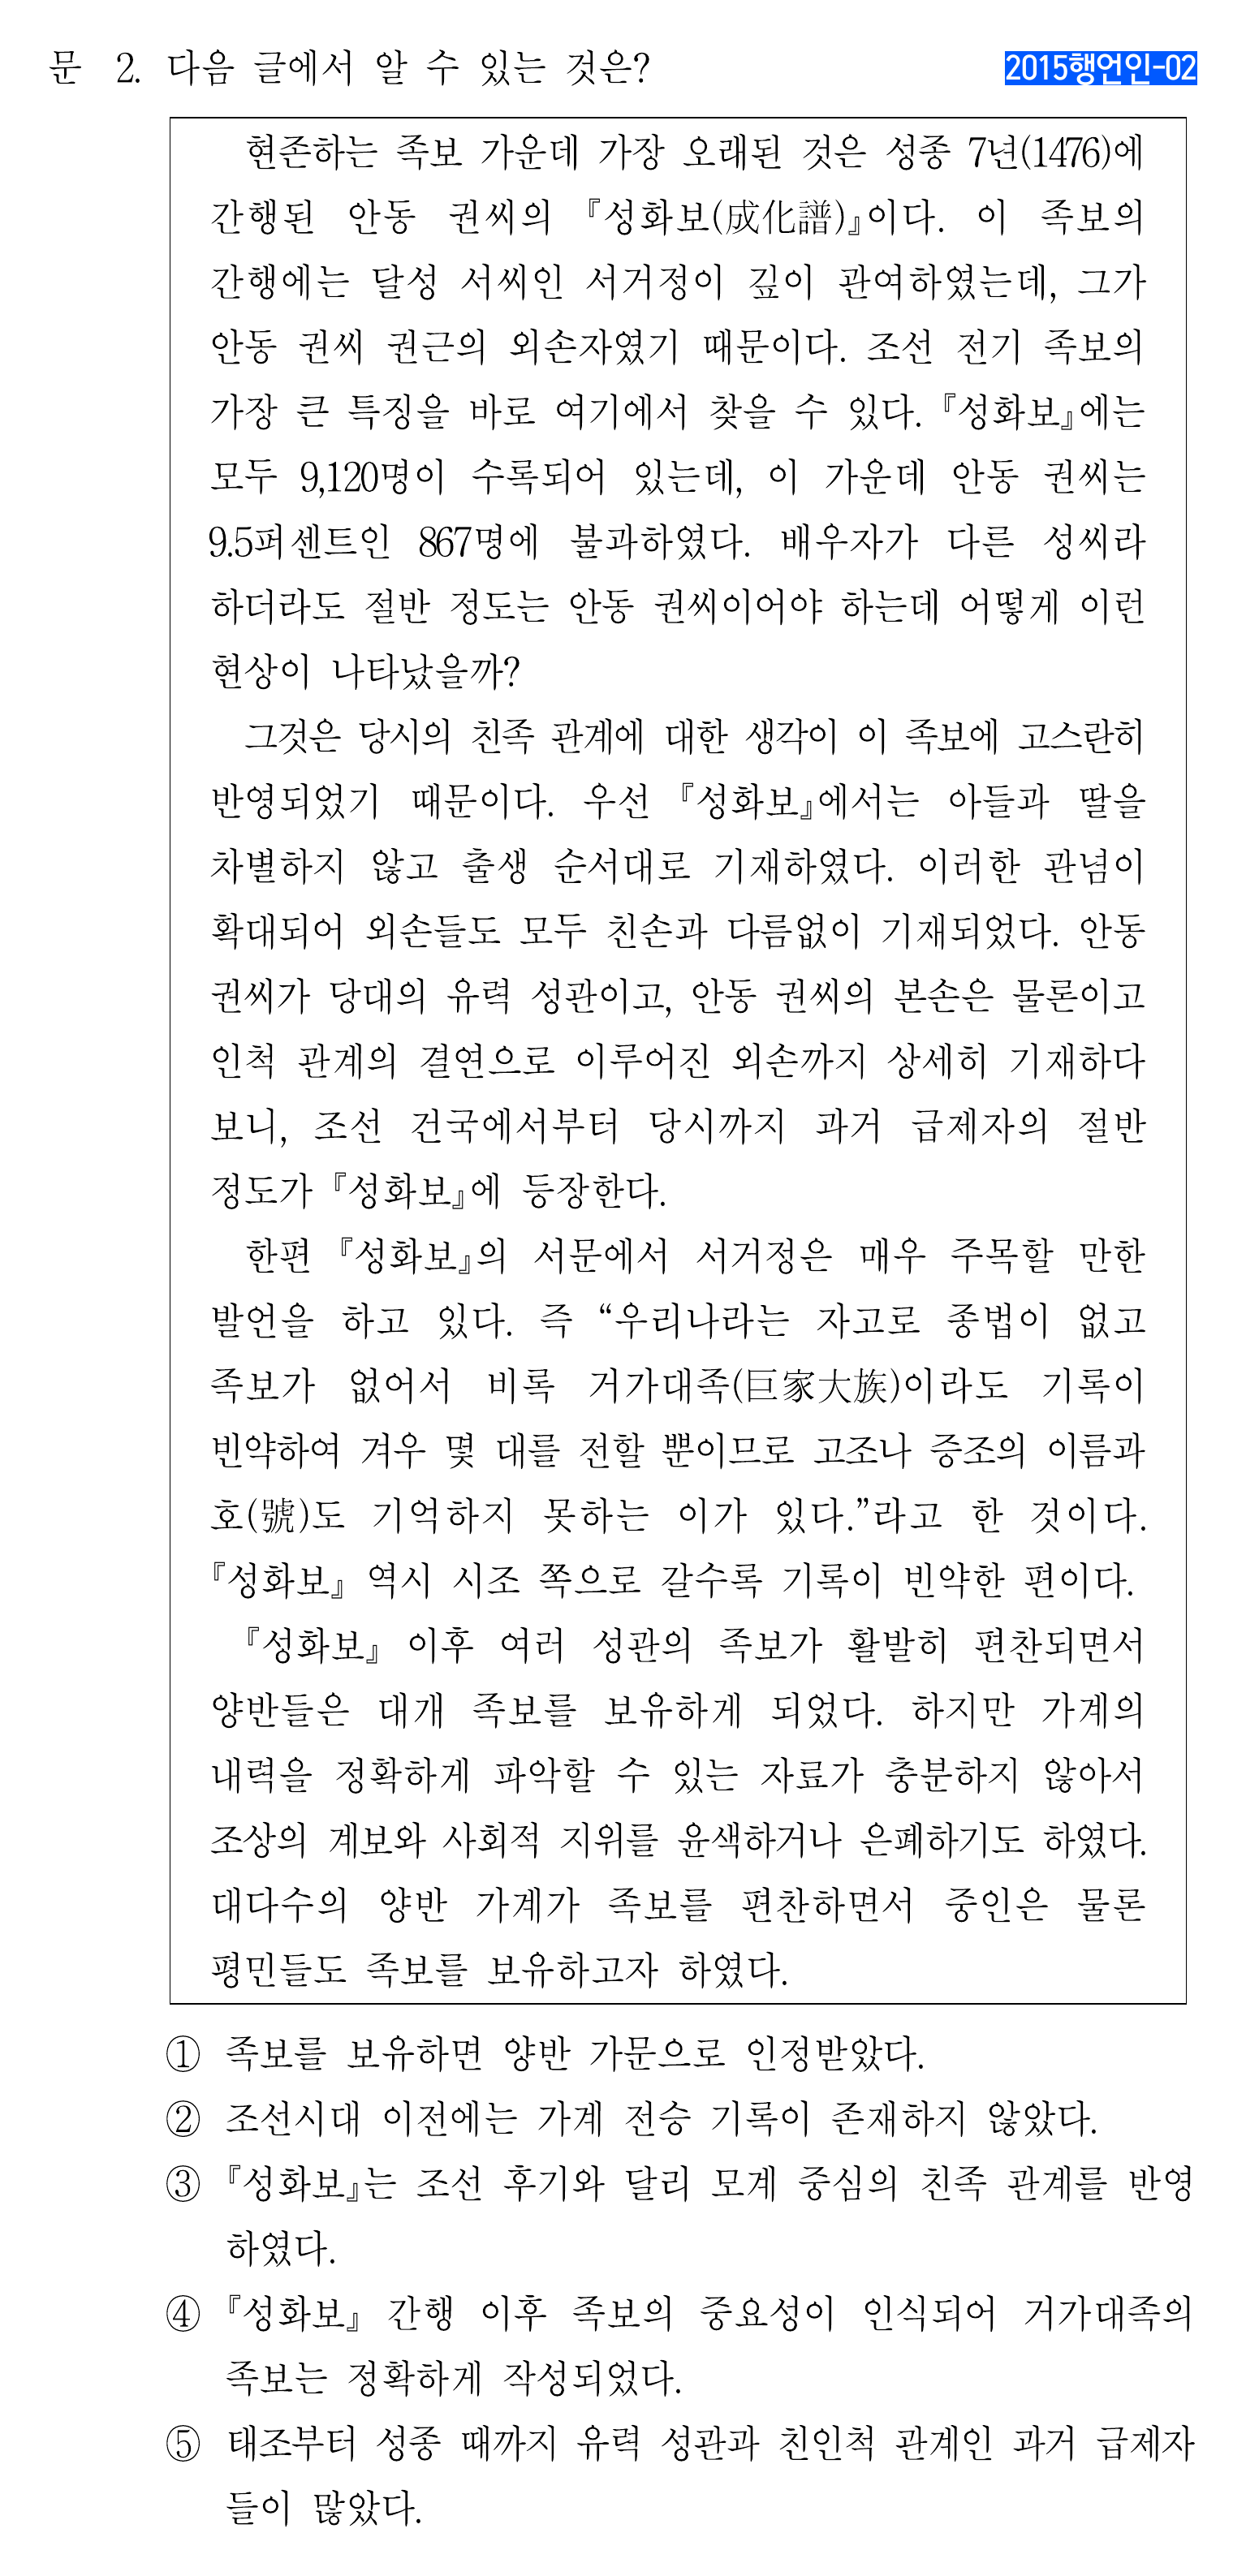 문 2. 다음 글에서 알 수 있는 것은?
2015행언인-02
현존하는 족보 가운데 가장 오래된 것은 성종 7년(1476)에
간행된 안동 권씨의 『성화보(成化譜)』이다. 이 족보의
간행에는 달성 서씨인 서거정이 깊이 관여하였는데, 그가
안동 권씨 권근의 외손자였기 때문이다. 조선 전기 족보의
가장 큰 특징을 바로 여기에서 찾을 수 있다. 『성화보』에는
모두 9,120명이 수록되어 있는데, 이 가운데 안동 권씨는
9.5퍼센트인 867명에 불과하였다. 배우자가 다른 성씨라
하더라도 절반 정도는 안동 권씨이어야 하는데 어떻게 이런
현상이 나타났을까?
그것은 당시의 친족 관계에 대한 생각이 이 족보에 고스란히
반영되었기 때문이다. 우선 『성화보』에서는 아들과 딸을
차별하지 않고 출생 순서대로 기재하였다. 이러한 관념이
확대되어 외손들도 모두 친손과 다름없이 기재되었다. 안동
권씨가 당대의 유력 성관이고, 안동 권씨의 본손은 물론이고
인척 관계의 결연으로 이루어진 외손까지 상세히 기재하다
보니, 조선 건국에서부터 당시까지 과거 급제자의 절반
정도가 『성화보』에 등장한다.
한편 『성화보』의 서문에서 서거정은 매우 주목할 만한
발언을 하고 있다. 즉 “우리나라는 자고로 종법이 없고
족보가 없어서 비록 거가대족(巨家大族)이라도 기록이
빈약하여 겨우 몇 대를 전할 뿐이므로 고조나 증조의 이름과
호(號)도 기억하지 못하는 이가 있다.”라고 한 것이다.
『성화보』 역시 시조 쪽으로 갈수록 기록이 빈약한 편이다.
『성화보』 이후 여러 성관의 족보가 활발히 편찬되면서
양반들은 대개 족보를 보유하게 되었다. 하지만 가계의
내력을 정확하게 파악할 수 있는 자료가 충분하지 않아서
조상의 계보와 사회적 지위를 윤색하거나 은폐하기도 하였다.
대다수의 양반 가계가 족보를 편찬하면서 중인은 물론
평민들도 족보를 보유하고자 하였다.
① 족보를 보유하면 양반 가문으로 인정받았다.
② 조선시대 이전에는 가계 전승 기록이 존재하지 않았다.
③ 『성화보』는 조선 후기와 달리 모계 중심의 친족 관계를 반영
하였다.
④ 『성화보』 간행 이후 족보의 중요성이 인식되어 거가대족의
족보는 정확하게 작성되었다.
⑤ 태조부터 성종 때까지 유력 성관과 친인척 관계인 과거 급제자
들이 많았다.